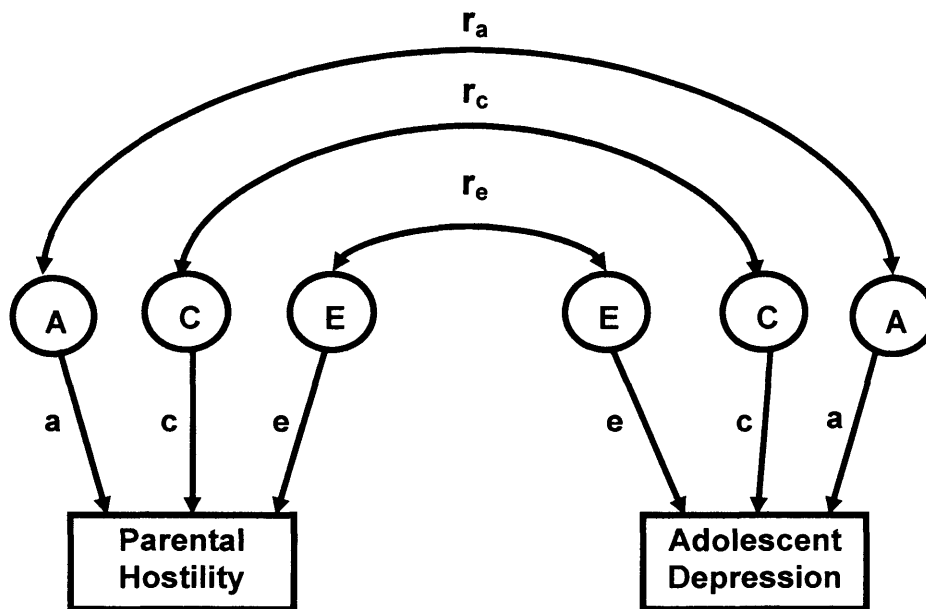 ra
rc
re
A C E E C A
a c e e c a
Parental
Hostility
Adolescent
Depression